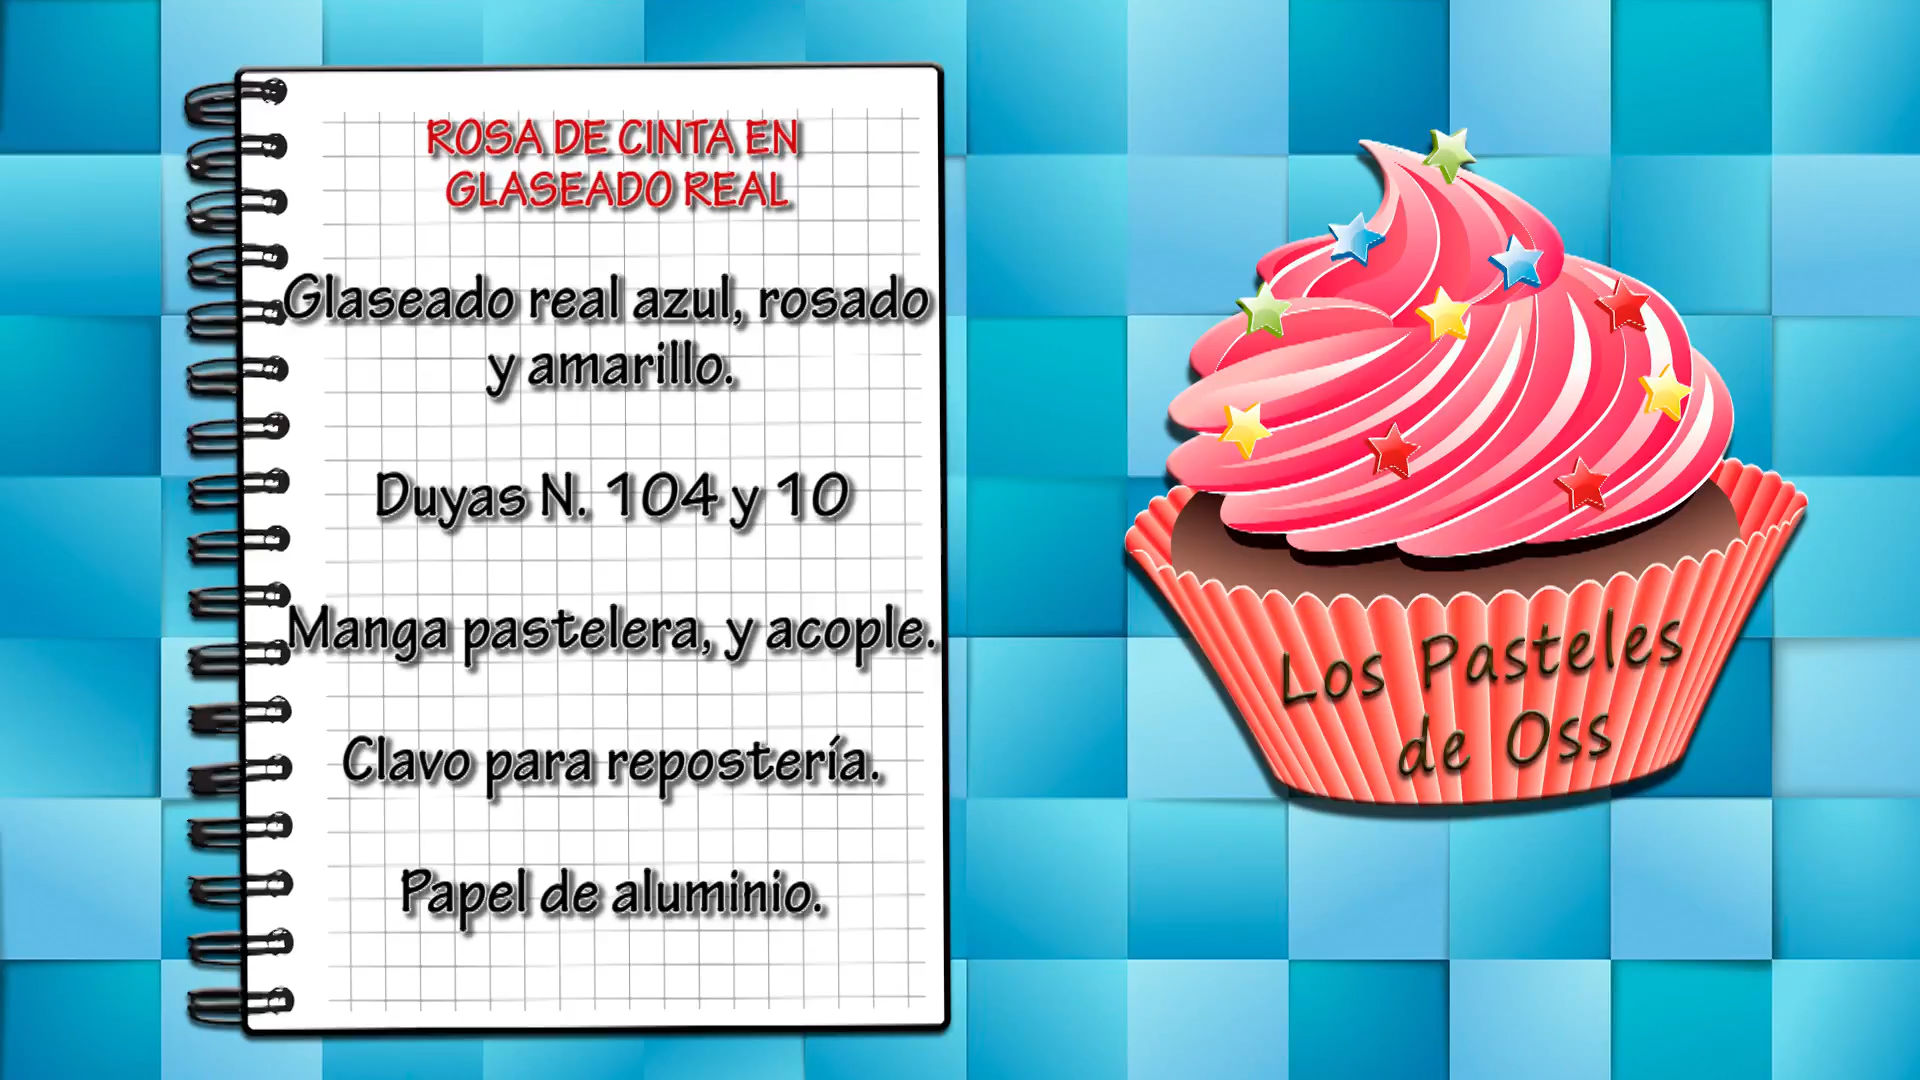 ROSA DE CINTA EN
GLASEADO REAL
Glaseado real azul, rosado
y amarillo.
Duyas N. 104 y 10
Manga pastelera, y acople.
Clavo para repostería.
Papel de aluminio.
Los Pasteles
de Oss